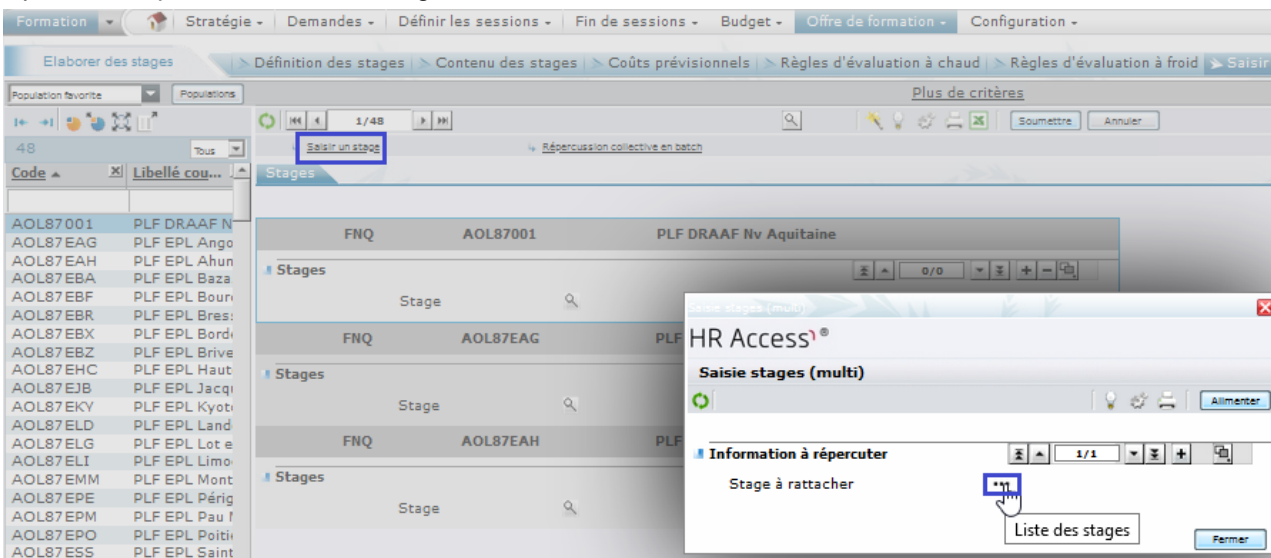 Formation Stratégie Demandes Définir les sessions Fin de sessions Budget Offre de formation Configuration
Elaborer des stages Définition des stages Contenu des stages Coûts prévisionnels Règles d'évaluation à chaud Règles d'évaluation à froid Saisir
Population favorite Populations Plus de critères
1/48 Soumettre Annuler
48 Tous Saisir un stage Répercussion collective en batch
Code Libellé cou... Stages
AOL87001 PLF DRAAF N
FNQ AOL87001 PLF DRAAF Nv Aquitaine
AOL87EAG PLF EPL Ango
AOL87EAH PLF EPL Ahun
Stages 0/0
AOL87EBA PLF EPL Baza
AOL87EBF PLF EPL Bour
Stage
AOL87EBR PLF EPL Bres
Saisie stages (multi)
AOL87EBX PLF EPL Bord
FNQ AOL87EAG PLF
HR Access®
AOL87EBZ PLF EPL Brive
AOL87EHC PLF EPL Haut
Stages
Saisie stages (multi)
AOL87EJB PLF EPL Jacq
AOL87EKY PLF EPL Kyot
Stage
Alimenter
AOL87ELD PLF EPL Land
AOL87ELG PLF EPL Lot e
FNQ AOL87EAH PLF
Information à répercuter 1/1
AOL87ELI PLF EPL Limo
AOL87EMM PLF EPL Mont
Stages
Stage à rattacher ...
AOL87EPE PLF EPL Périg
AOL87EPM PLF EPL Pau
Stage
Liste des stages
AOL87EPO PLF EPL Poiti
Fermer
AOL87ESS PLF EPL Saint